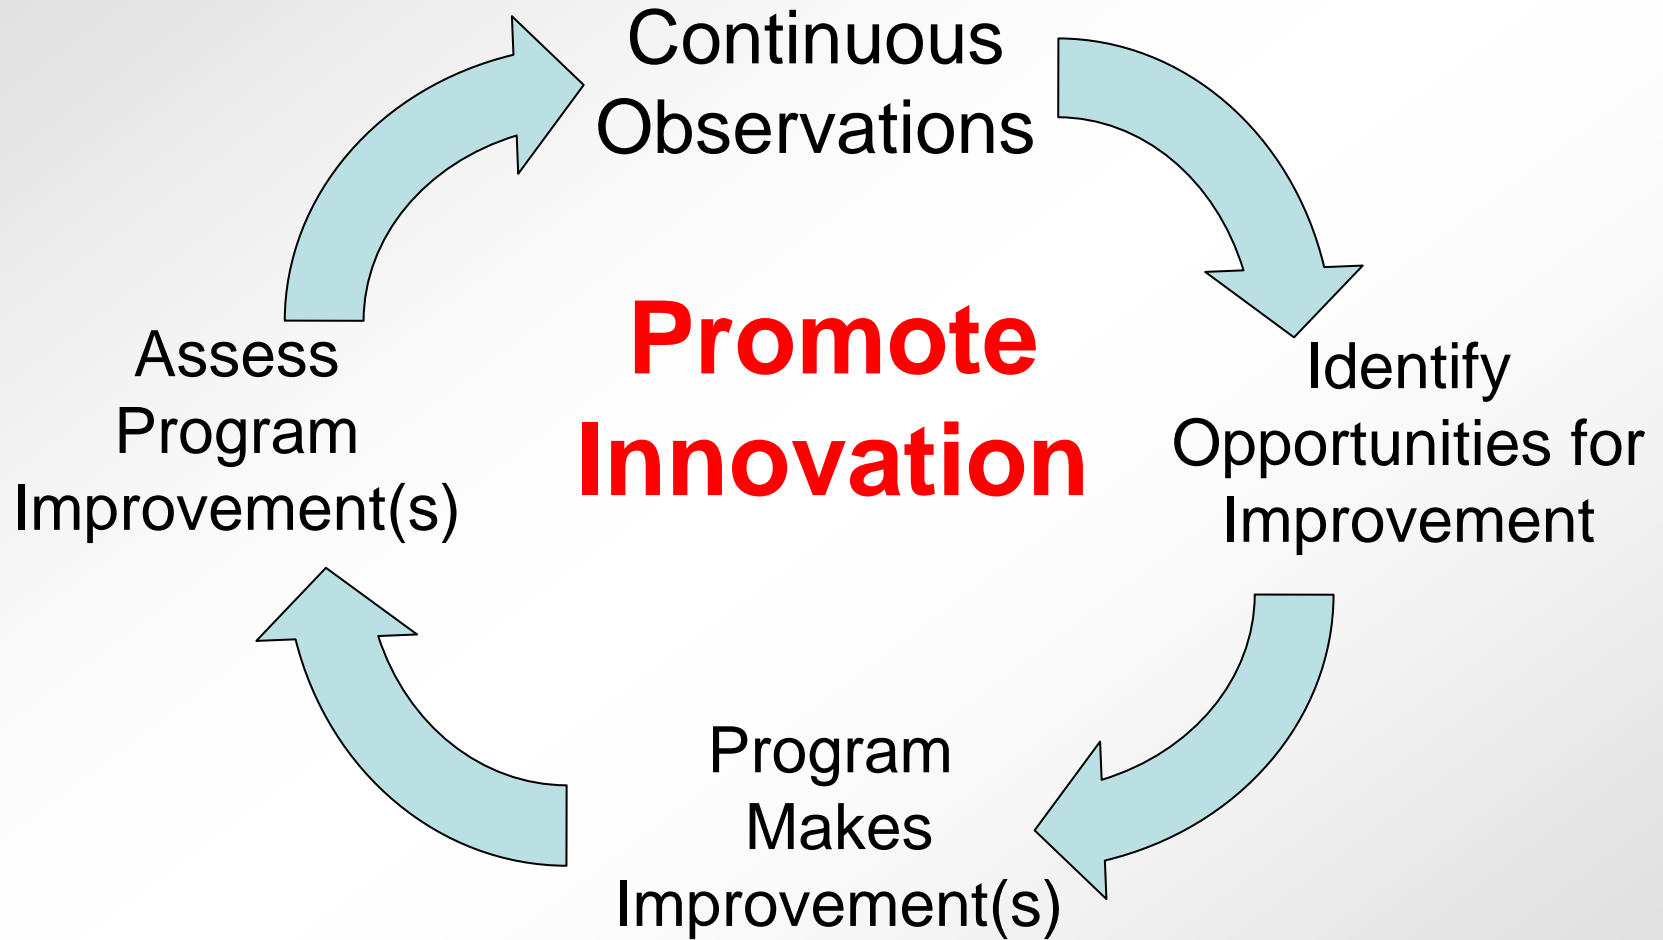 Continuous
Observations
Promote
Innovation
Identify
Opportunities for
Improvement
Program
Makes
Improvement(s)
Assess
Program
Improvement(s)